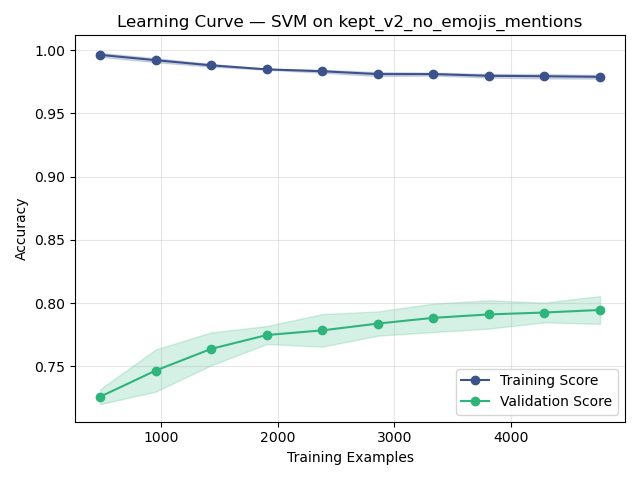 Learning Curve — SVM on kept_v2_no_emojis_mentions
1.00
0.95
0.90
0.85
0.80
0.75
Accuracy
1000
2000
3000
4000
Training Examples
Training Score
Validation Score